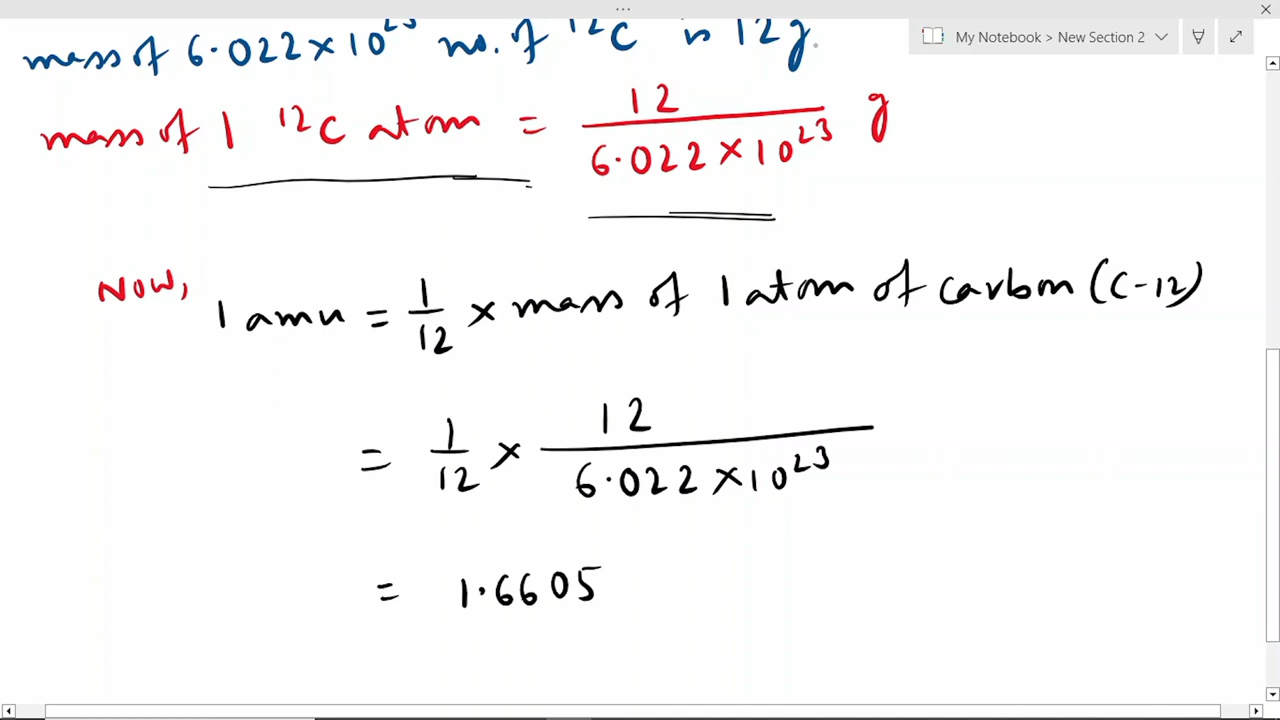 My Notebook > New Section 2
mass of 6.022×10²³ no. of ¹²C is 12g.
mass of 1 ¹²C atom = 12 / 6.022×10²³ g
Now,
1 amu = 1/12 × mass of 1 atom of carbon (C-12)
= 1/12 × 12 / 6.022×10²³
= 1.6605